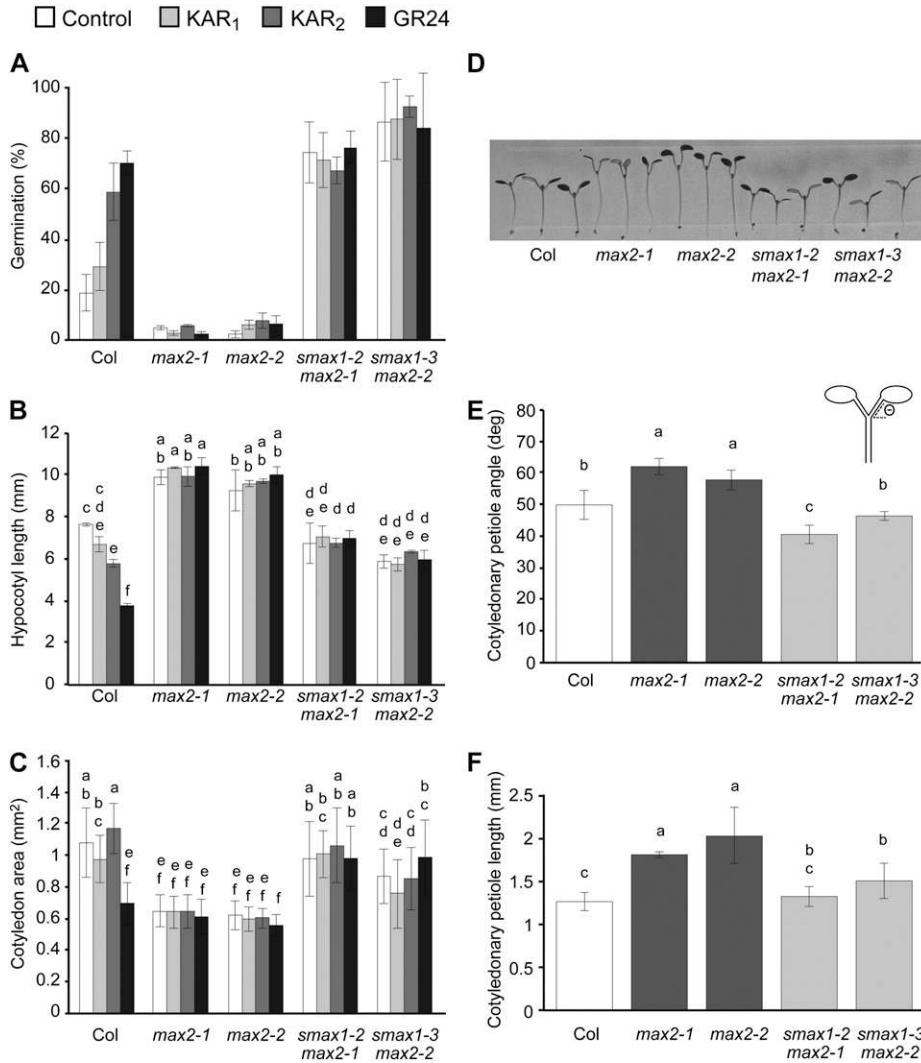 Control KAR1 KAR2 GR24
A
Germination (%)
100
80
60
40
20
0
Col max2-1 max2-2 smax1-2 smax1-3
max2-1 max2-2
D
Col max2-1 max2-2 smax1-2 smax1-3
max2-1 max2-2
B
Hypocotyl length (mm)
12
10
8
6
4
2
0
a a a a a a
b a b a b b b b
c c d d d d d d
d e e d d e e e e
e
f
Col max2-1 max2-2 smax1-2 smax1-3
max2-1 max2-2
E
Θ
Cotyledonary petiole angle (deg)
80
70
60
50
40
30
20
10
0
b a a c b
Col max2-1 max2-2 smax1-2 smax1-3
max2-1 max2-2
C
Cotyledon area (mm2)
1.6
1.4
1.2
1
0.8
0.6
0.4
0.2
0
a b a e e e e e e e e a b a a c d c b
b c f f f f f f f f f b c b b d e d c
Col max2-1 max2-2 smax1-2 smax1-3
max2-1 max2-2
F
Cotyledonary petiole length (mm)
2.5
2
1.5
1
0.5
0
c a a b b
c
Col max2-1 max2-2 smax1-2 smax1-3
max2-1 max2-2